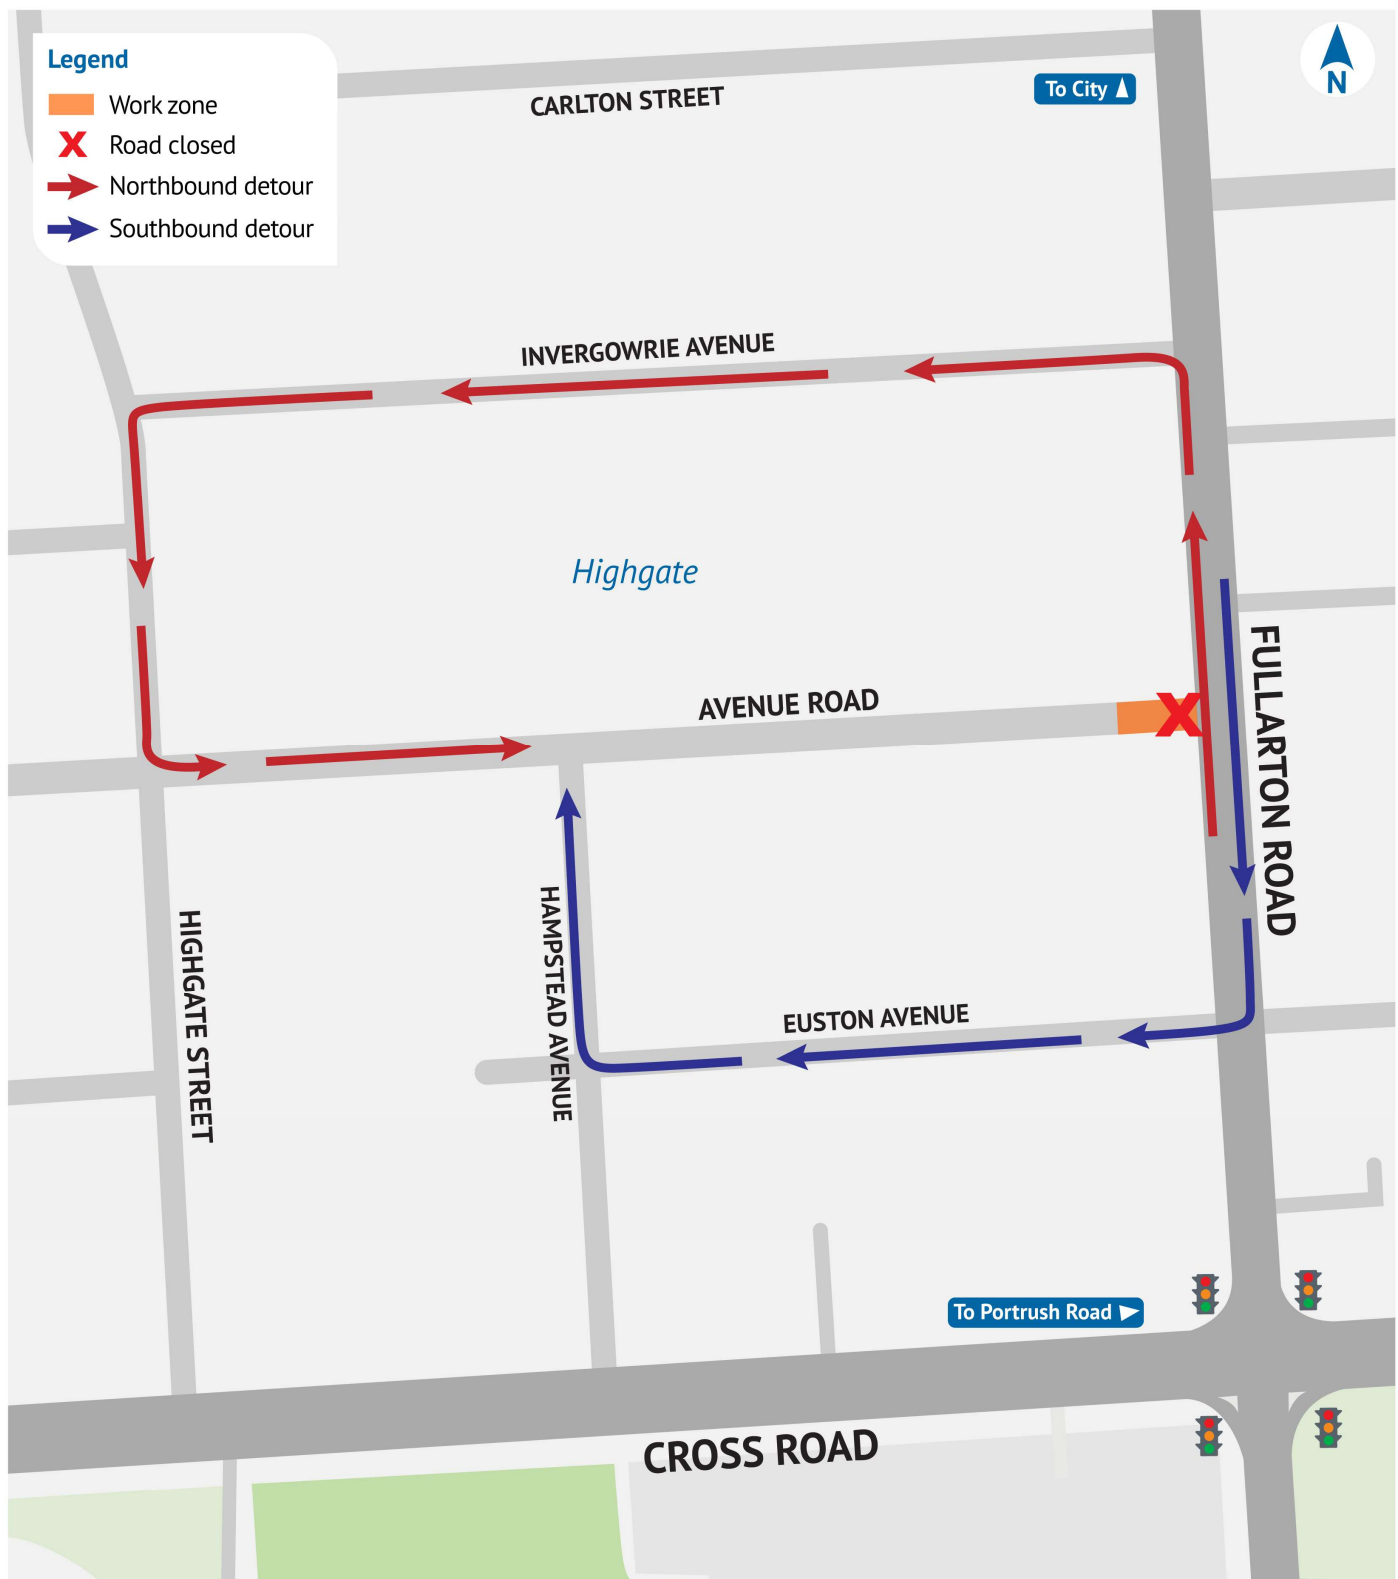 Legend
Work zone
Road closed
Northbound detour
Southbound detour
CARLTON STREET
To City
N
INVERGOWRIE AVENUE
Highgate
AVENUE ROAD
FULLARTON ROAD
HIGHGATE STREET
HAMPSTEAD AVENUE
EUSTON AVENUE
To Portrush Road
CROSS ROAD